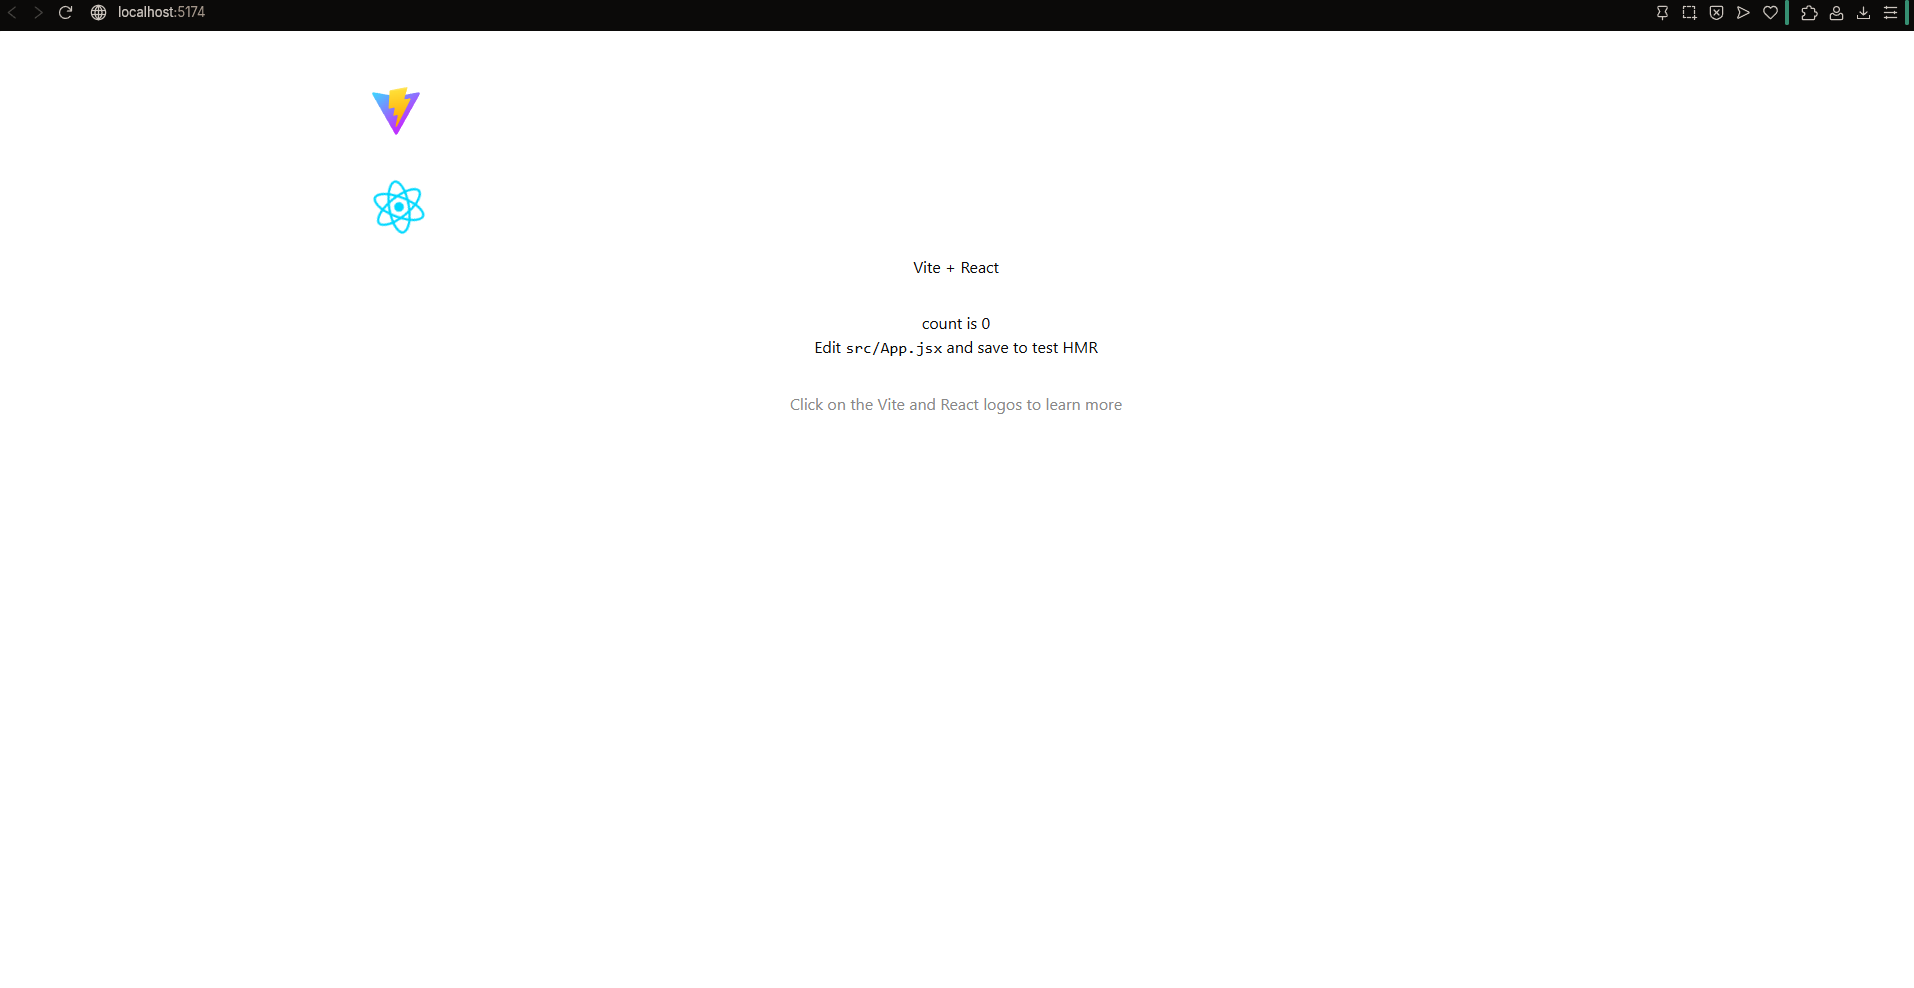 localhost:5174
Vite + React
count is 0
Edit src/App.jsx and save to test HMR
Click on the Vite and React logos to learn more